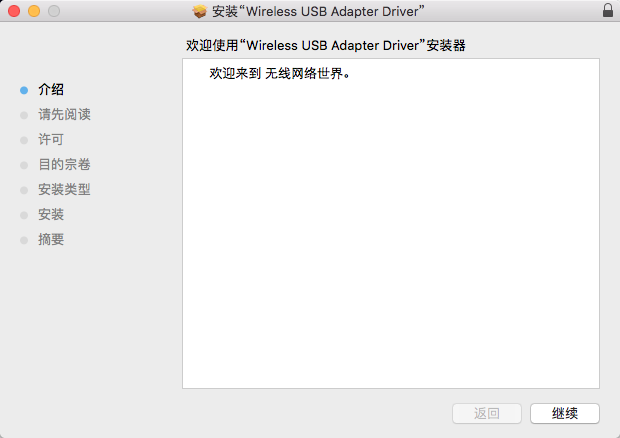 安装“Wireless USB Adapter Driver”
欢迎使用“Wireless USB Adapter Driver”安装器
欢迎来到 无线网络世界。
介绍
请先阅读
许可
目的宗卷
安装类型
安装
摘要
返回
继续